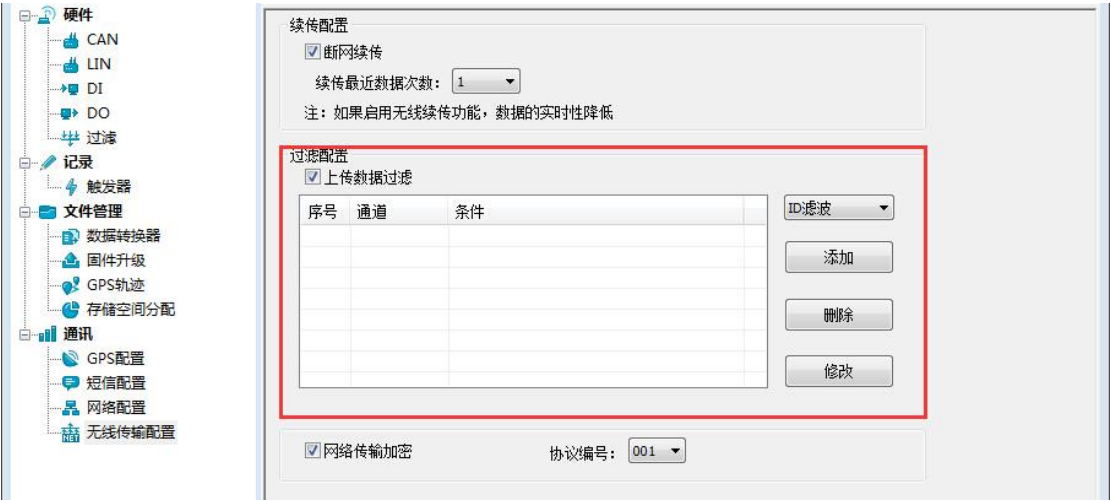 硬件
CAN
LIN
DI
DO
过滤
记录
触发器
文件管理
数据转换器
固件升级
GPS轨迹
存储空间分配
通讯
GPS配置
短信配置
网络配置
NET
无线传输配置
续传配置
断网续传
续传最近数据次数： 1
注：如果启用无线续传功能，数据的实时性降低
过滤配置
上传数据过滤
序号 通道 条件
ID滤波
添加
删除
修改
网络传输加密 协议编号： 001